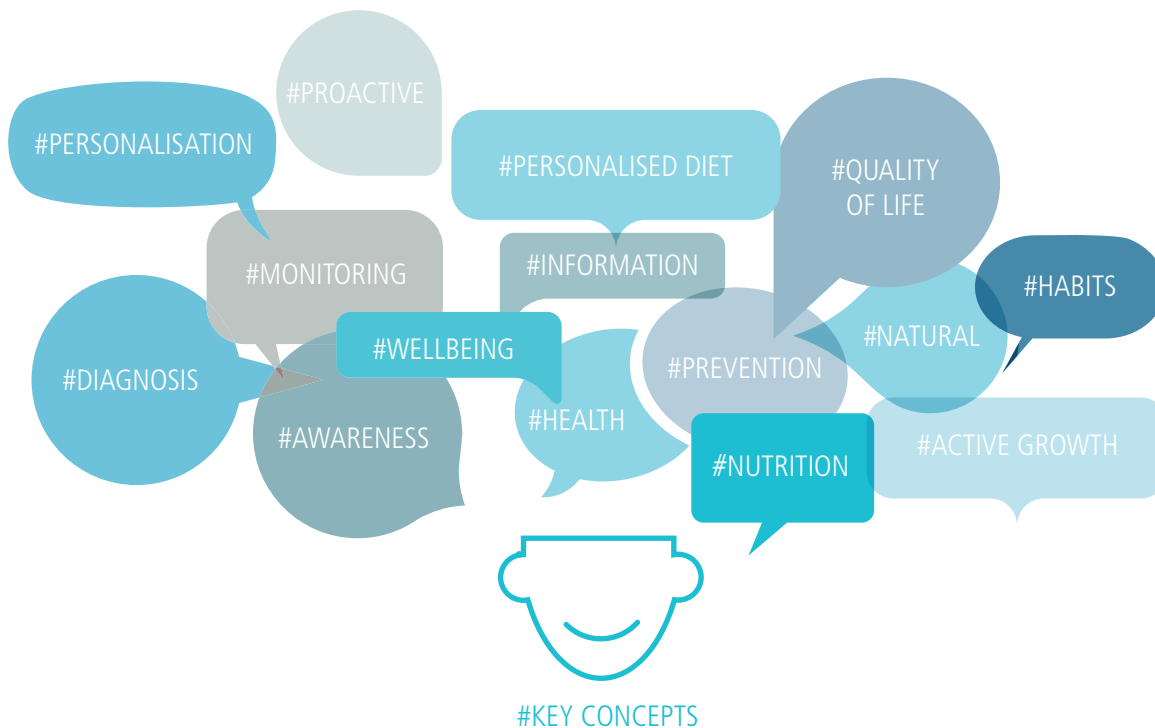 #PROACTIVE
#PERSONALISATION
#PERSONALISED DIET
#QUALITY
OF LIFE
#MONITORING
#INFORMATION
#HABITS
#WELLBEING
#NATURAL
#DIAGNOSIS
#PREVENTION
#AWARENESS
#HEALTH
#ACTIVE GROWTH
#NUTRITION
#KEY CONCEPTS